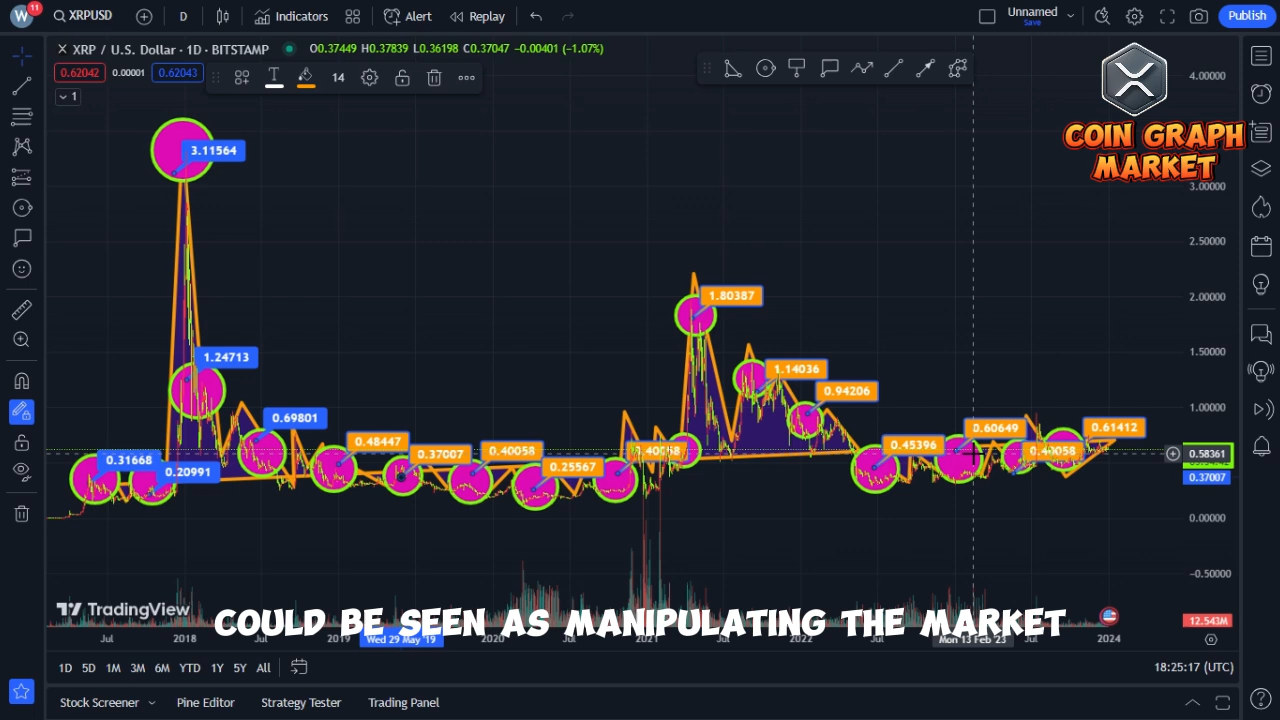 W 11 XRPUSD D Indicators Alert Replay Unnamed Save Publish
XRP / U.S. Dollar · 1D · BITSTAMP O0.37449 H0.37839 L0.36198 C0.37047 −0.00401 (−1.07%)
0.62042 0.00001 0.62043 T 14
1
COIN GRAPH
MARKET
4.00000
3.00000
2.50000
2.00000
1.50000
1.00000
0.58361
0.37007
0.00000
−0.50000
12.543M
3.11564
1.24713
0.69801
0.31668
0.20991
0.48447
0.37007
0.40058
0.25567
0.40058
1.80387
1.14036
0.94206
0.45396
0.60649
0.40058
0.61412
TradingView
COULD BE SEEN AS MANIPULATING THE MARKET
Jul 2018 Jul 2019 Wed 29 May '19 2020 Jul 2021 Jul 2022 Jul Mon 13 Feb '23 Jul 2024
1D 5D 1M 3M 6M YTD 1Y 5Y All 18:25:17 (UTC)
Stock Screener Pine Editor Strategy Tester Trading Panel